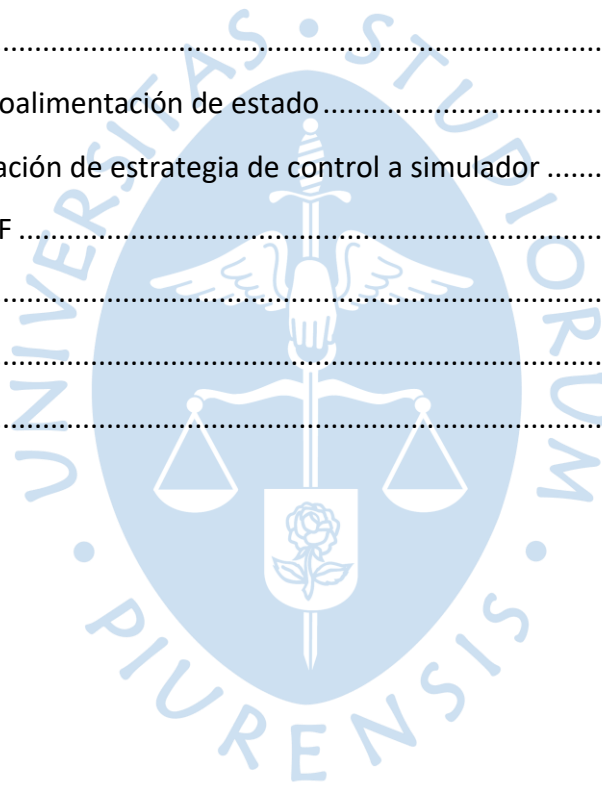 ................................................................................
oalimentación de estado...................................
ación de estrategia de control a simulador .......
F ..............................................................................
................................................................................
................................................................................
................................................................................
UNIVERSITAS • STUDIORUM • PIURENSIS •